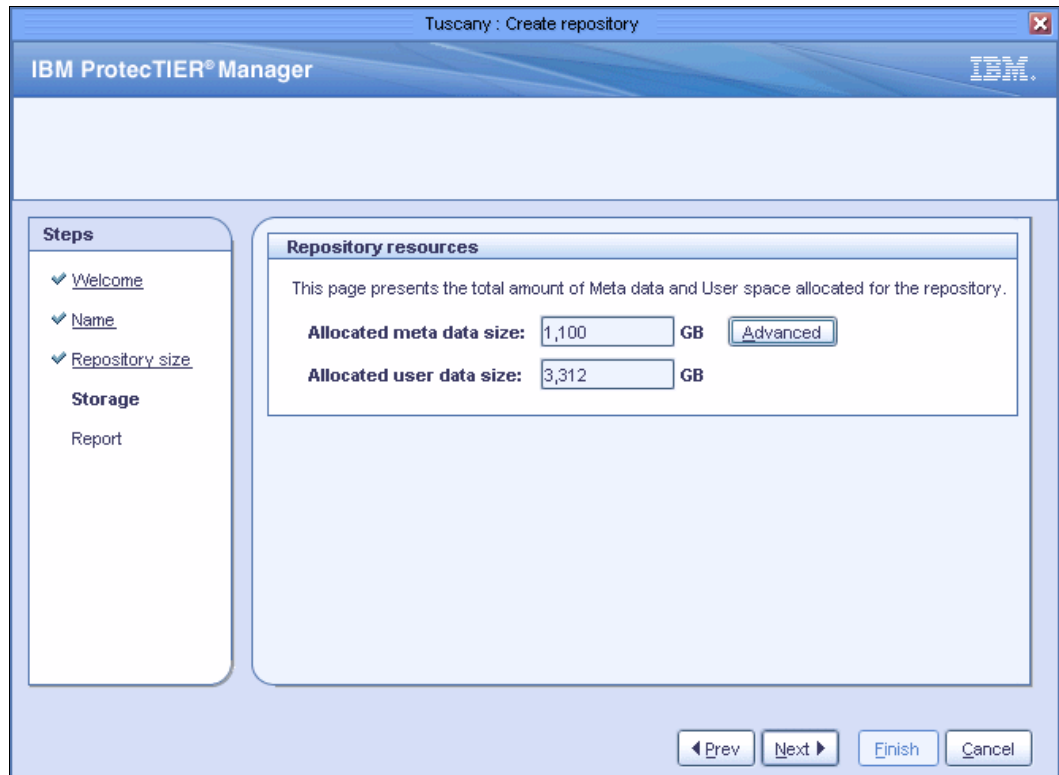 Tuscany : Create repository
IBM ProtecTIER® Manager
IBM.
Steps
Welcome
Name
Repository size
Storage
Report
Repository resources
This page presents the total amount of Meta data and User space allocated for the repository.
Allocated meta data size: 1,100 GB Advanced
Allocated user data size: 3,312 GB
Prev Next Finish Cancel